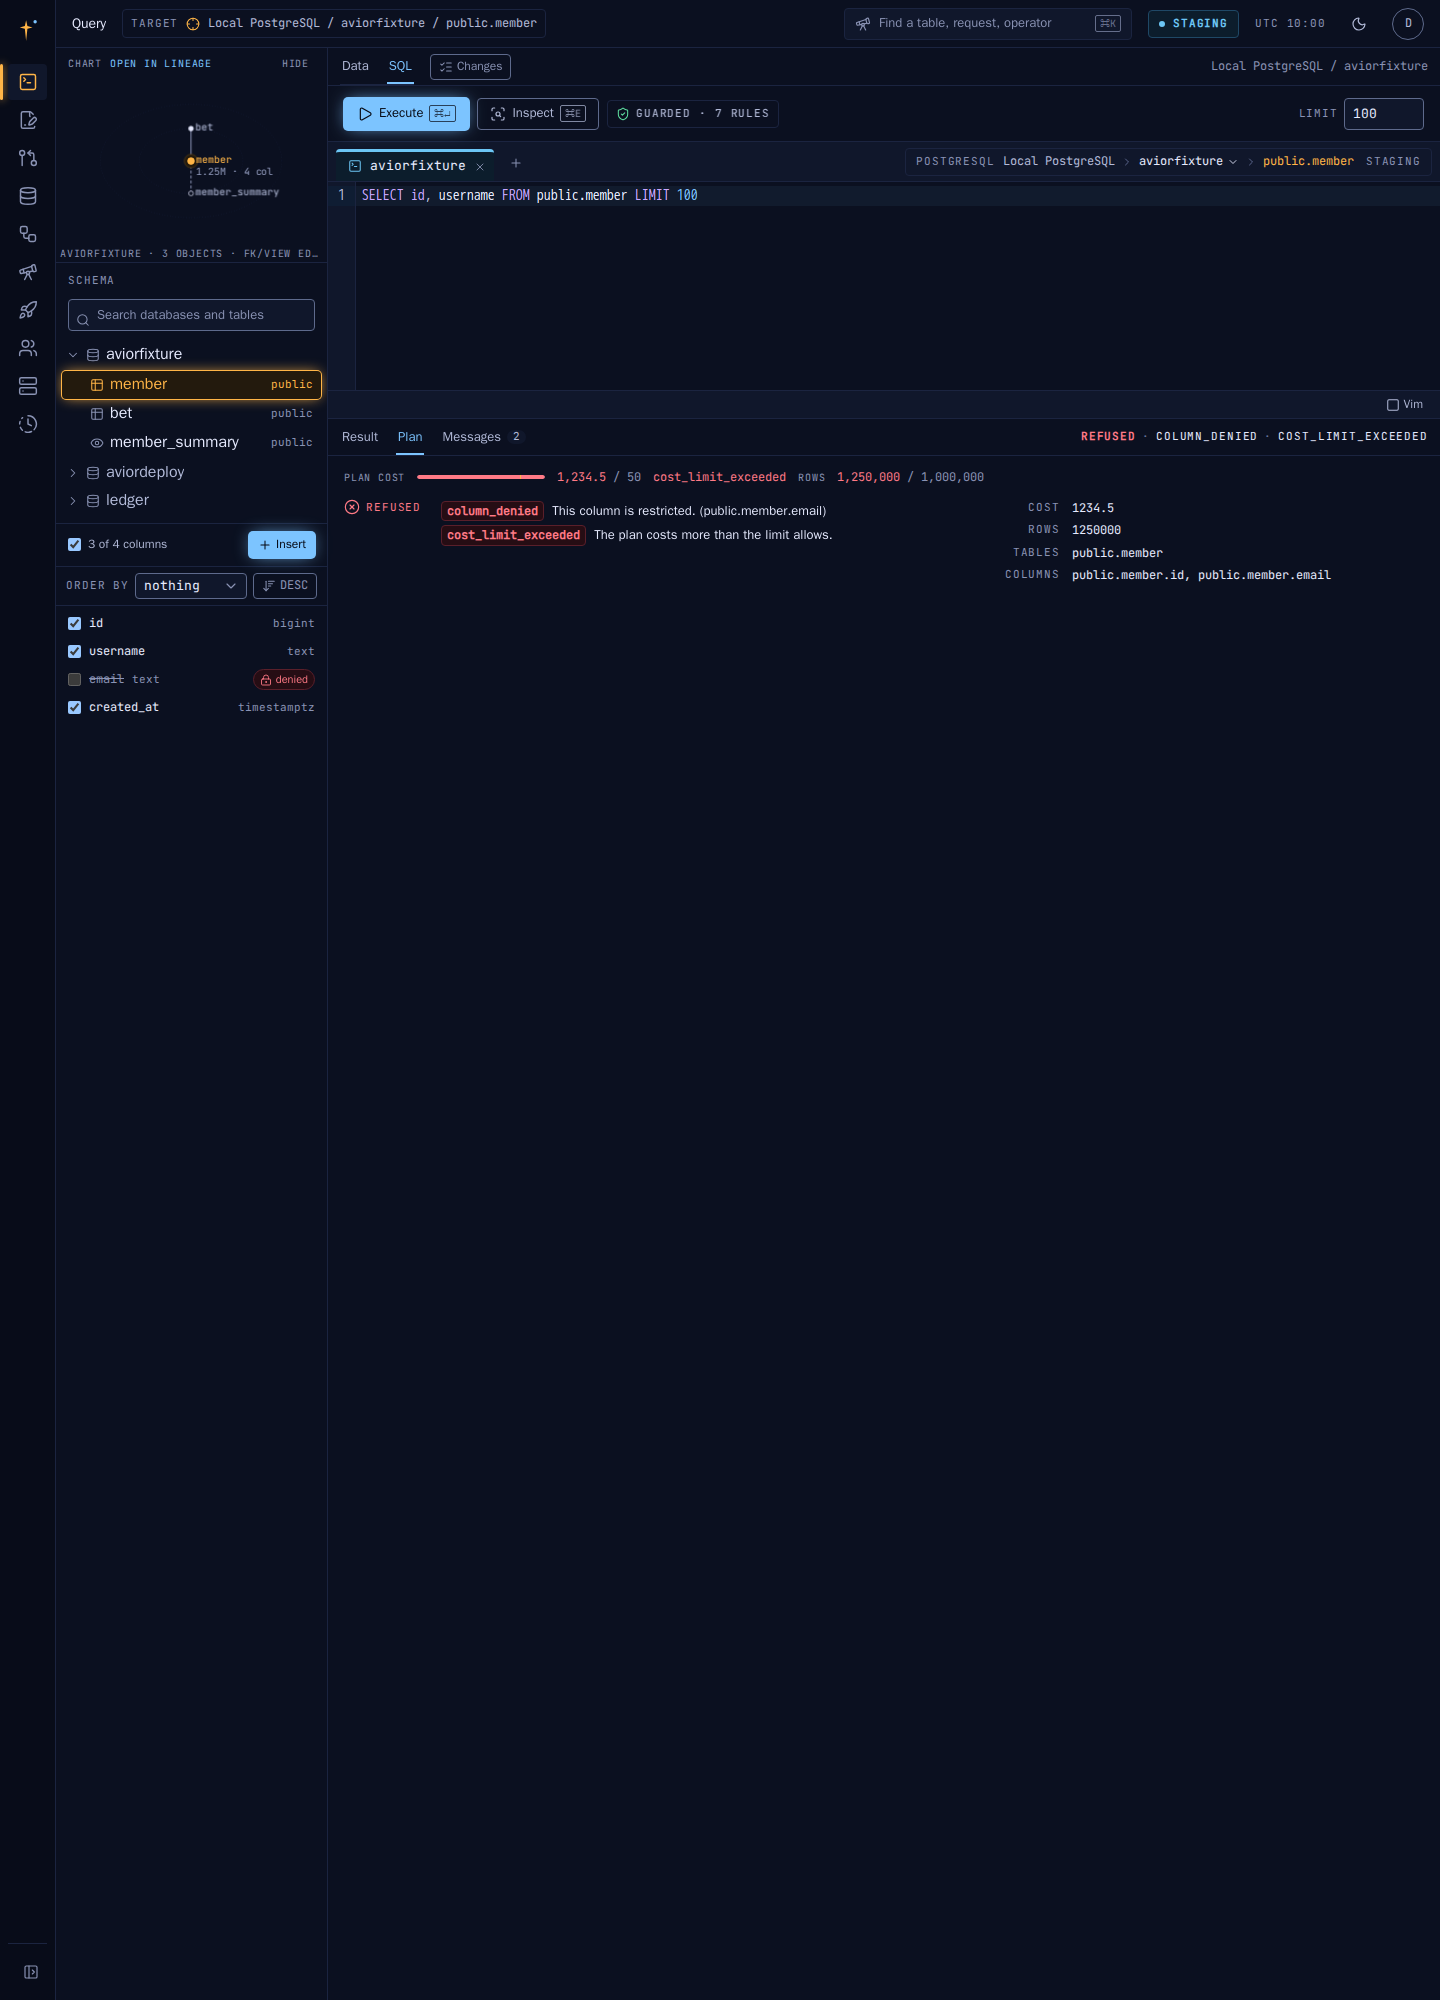 Query
TARGET Local PostgreSQL / aviorfixture / public.member
Find a table, request, operator ⌘K
STAGING
UTC 10:00
D
CHART OPEN IN LINEAGE HIDE
bet
member
1.25M · 4 col
member_summary
AVIORFIXTURE · 3 OBJECTS · FK/VIEW ED…
SCHEMA
Search databases and tables
aviorfixture
member public
bet public
member_summary public
aviordeploy
ledger
3 of 4 columns Insert
ORDER BY nothing DESC
id bigint
username text
email text denied
created_at timestamptz
Data SQL Changes
Local PostgreSQL / aviorfixture
Execute ⌘↵ Inspect ⌘E GUARDED · 7 RULES
LIMIT 100
aviorfixture
POSTGRESQL Local PostgreSQL aviorfixture public.member STAGING
1 SELECT id, username FROM public.member LIMIT 100
Vim
Result Plan Messages 2
REFUSED · COLUMN_DENIED · COST_LIMIT_EXCEEDED
PLAN COST 1,234.5 / 50 cost_limit_exceeded ROWS 1,250,000 / 1,000,000
REFUSED
column_denied This column is restricted. (public.member.email)
cost_limit_exceeded The plan costs more than the limit allows.
COST 1234.5
ROWS 1250000
TABLES public.member
COLUMNS public.member.id, public.member.email